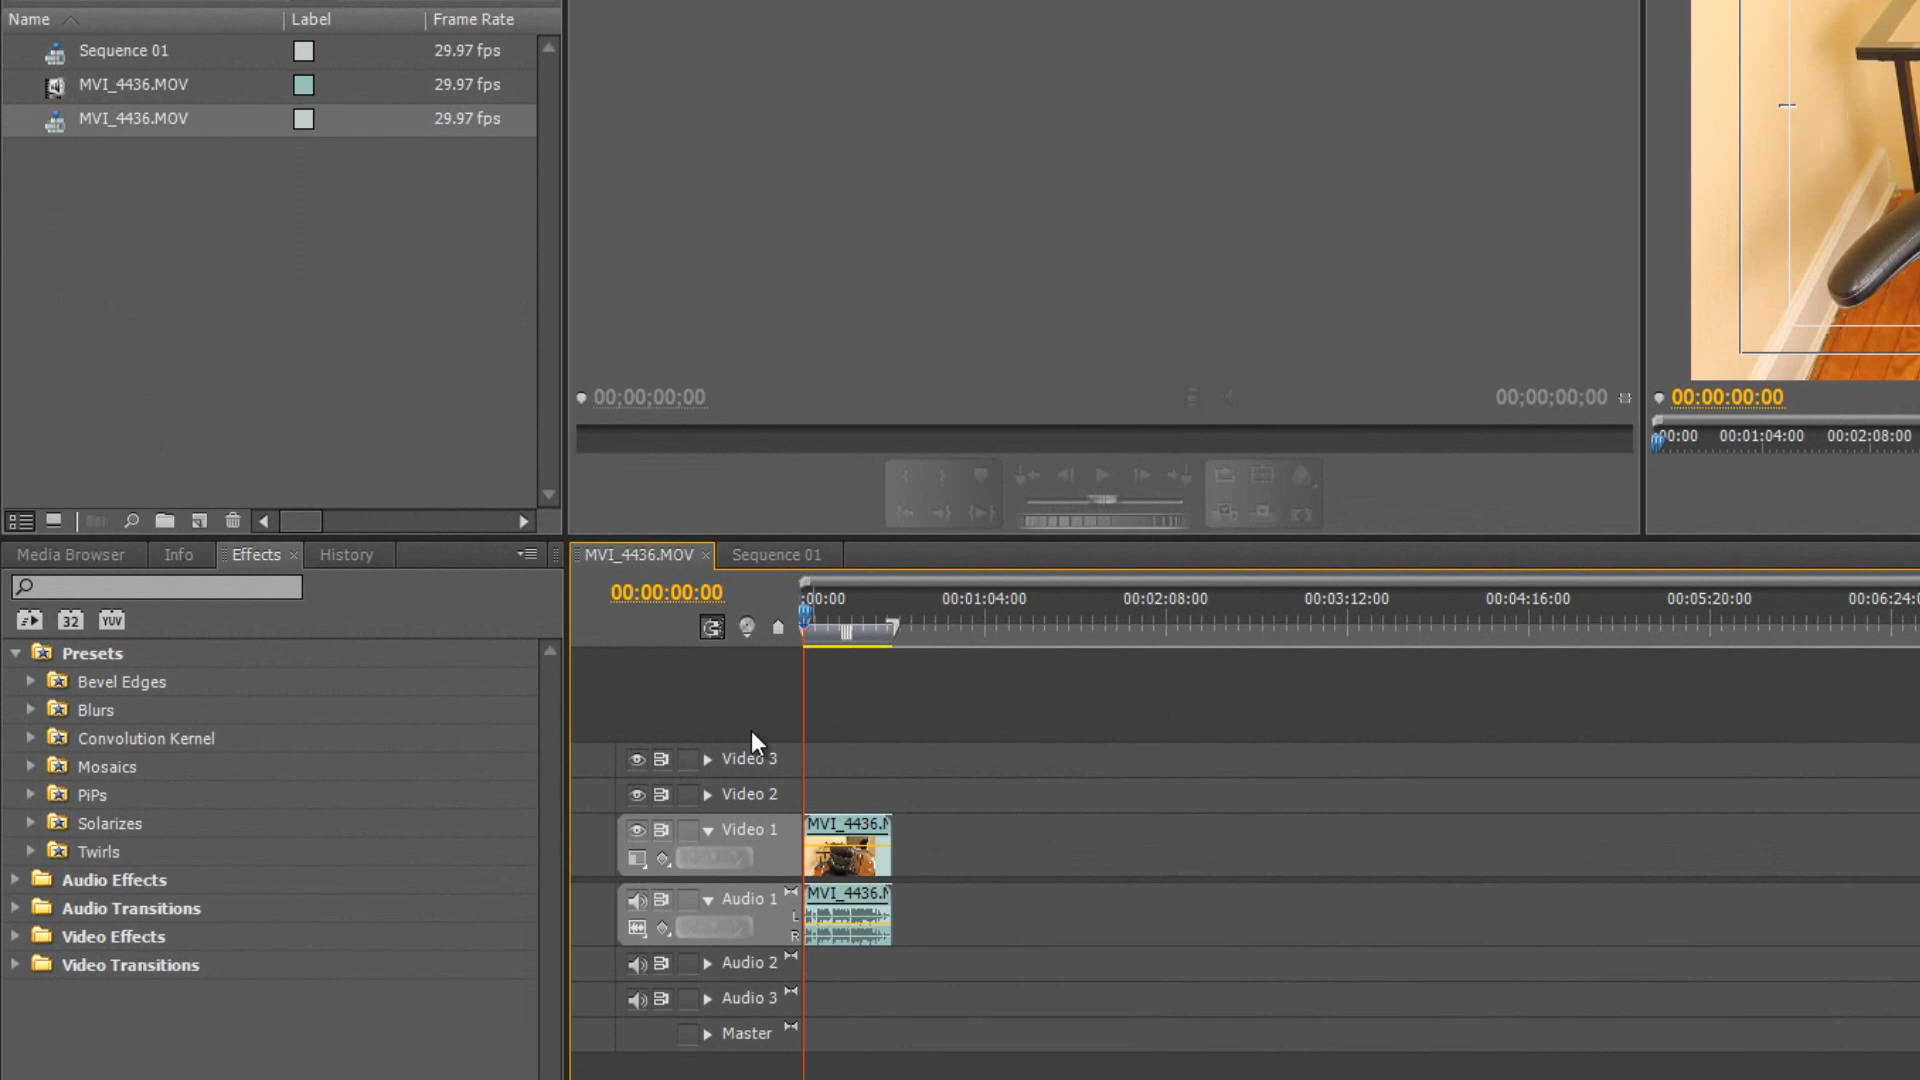 Name Label Frame Rate
Sequence 01 29.97 fps
MVI_4436.MOV 29.97 fps
MVI_4436.MOV 29.97 fps
00;00;00;00 00;00;00;00 00:00:00:00
00:00 00:01:04:00 00:02:08:00
Media Browser Info Effects × History
MVI_4436.MOV × Sequence 01
32 YUV
00:00:00:00
:00:00 00:01:04:00 00:02:08:00 00:03:12:00 00:04:16:00 00:05:20:00 00:06:24:0
Presets
Bevel Edges
Blurs
Convolution Kernel
Mosaics
PiPs
Solarizes
Twirls
Audio Effects
Audio Transitions
Video Effects
Video Transitions
Video 3
Video 2
Video 1 MVI_4436.M
Audio 1 MVI_4436.M
L
R
Audio 2
Audio 3
Master